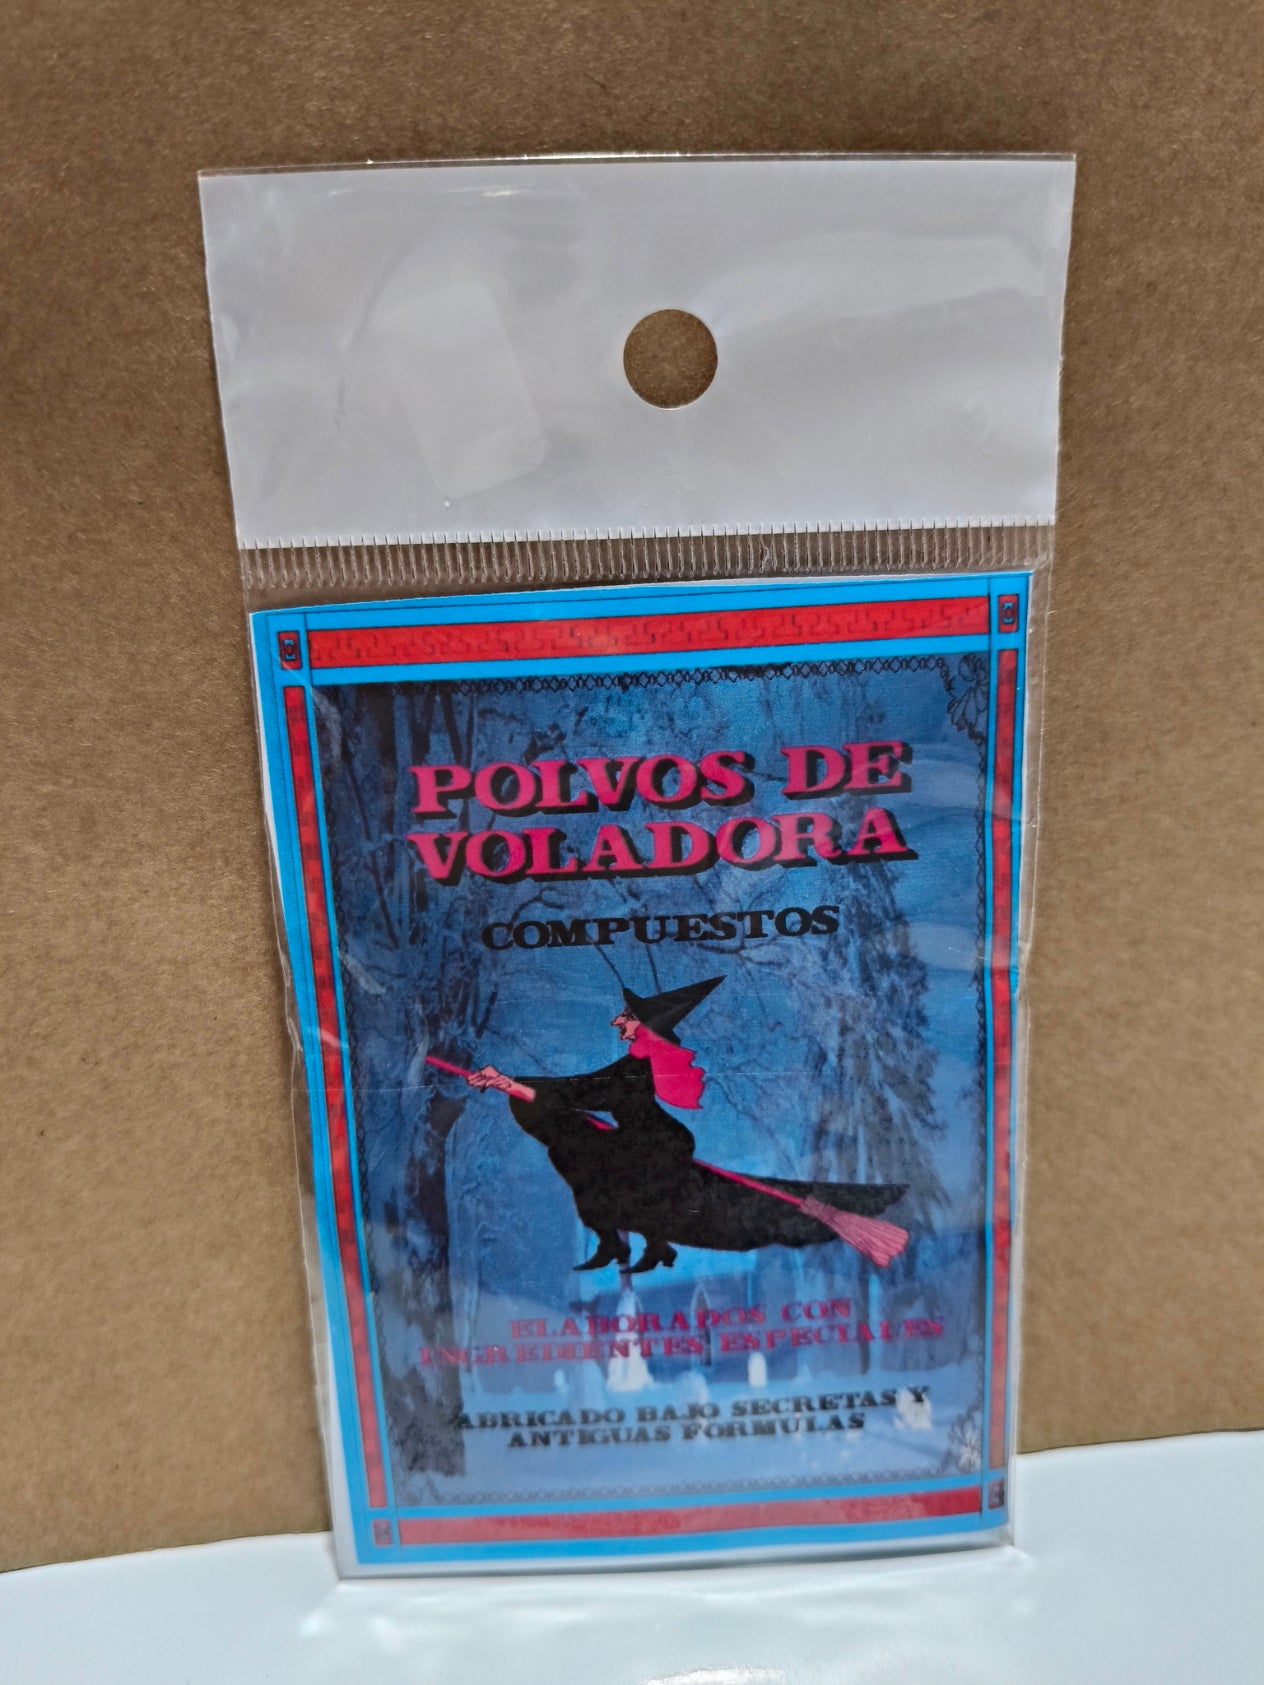 POLVOS DE
VOLADORA
COMPUESTOS
ELABORADOS CON
INGREDIENTES ESPECIALES
FABRICADO BAJO SECRETAS Y
ANTIGUAS FORMULAS